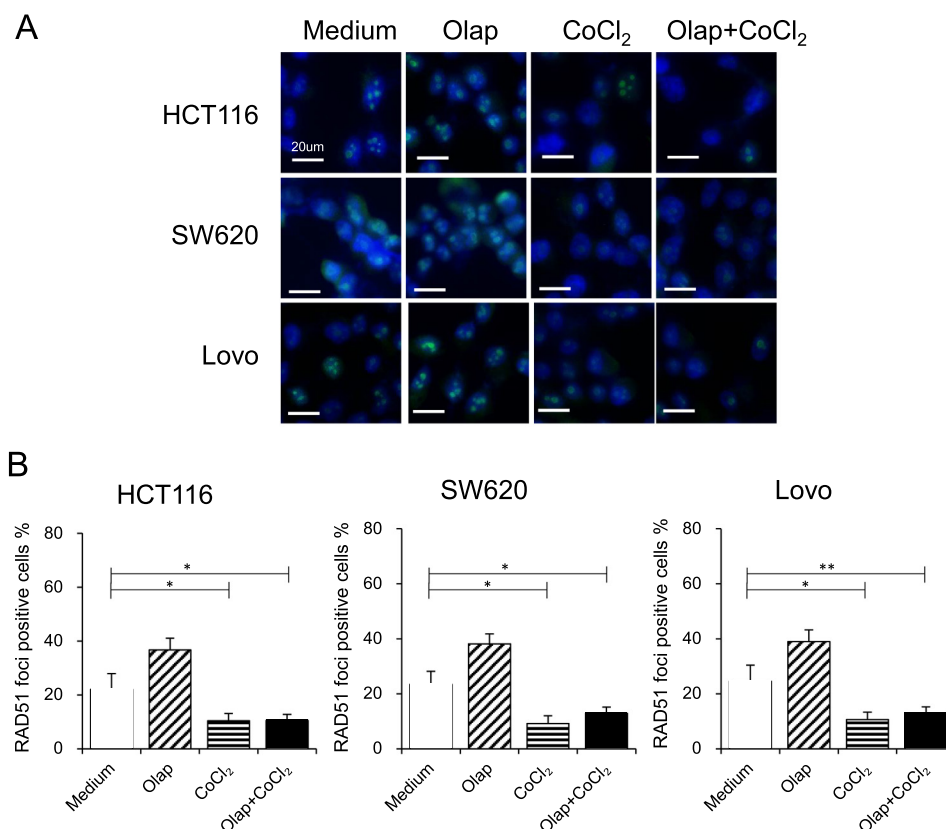 A
Medium Olap CoCl₂ Olap+CoCl₂
HCT116
20um
SW620
Lovo
B
HCT116
RAD51 foci positive cells %
80
60
40
20
0
*
*
Medium
Olap
CoCl₂
Olap+CoCl₂
SW620
RAD51 foci positive cells %
80
60
40
20
0
*
*
Medium
Olap
CoCl₂
Olap+CoCl₂
Lovo
RAD51 foci positive cells %
80
60
40
20
0
**
*
Medium
Olap
CoCl₂
Olap+CoCl₂